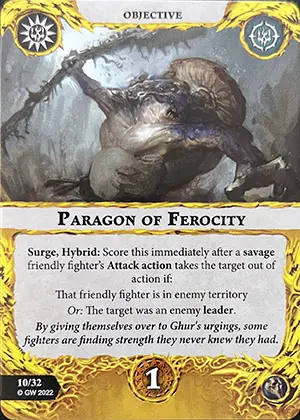 OBJECTIVE
PARAGON OF FEROCITY
Surge, Hybrid: Score this immediately after a savage
friendly fighter's Attack action takes the target out of
action if:
That friendly fighter is in enemy territory
Or: The target was an enemy leader.
By giving themselves over to Ghur's urgings, some
fighters are finding strength they never knew they had.
10/32
© GW 2022
1